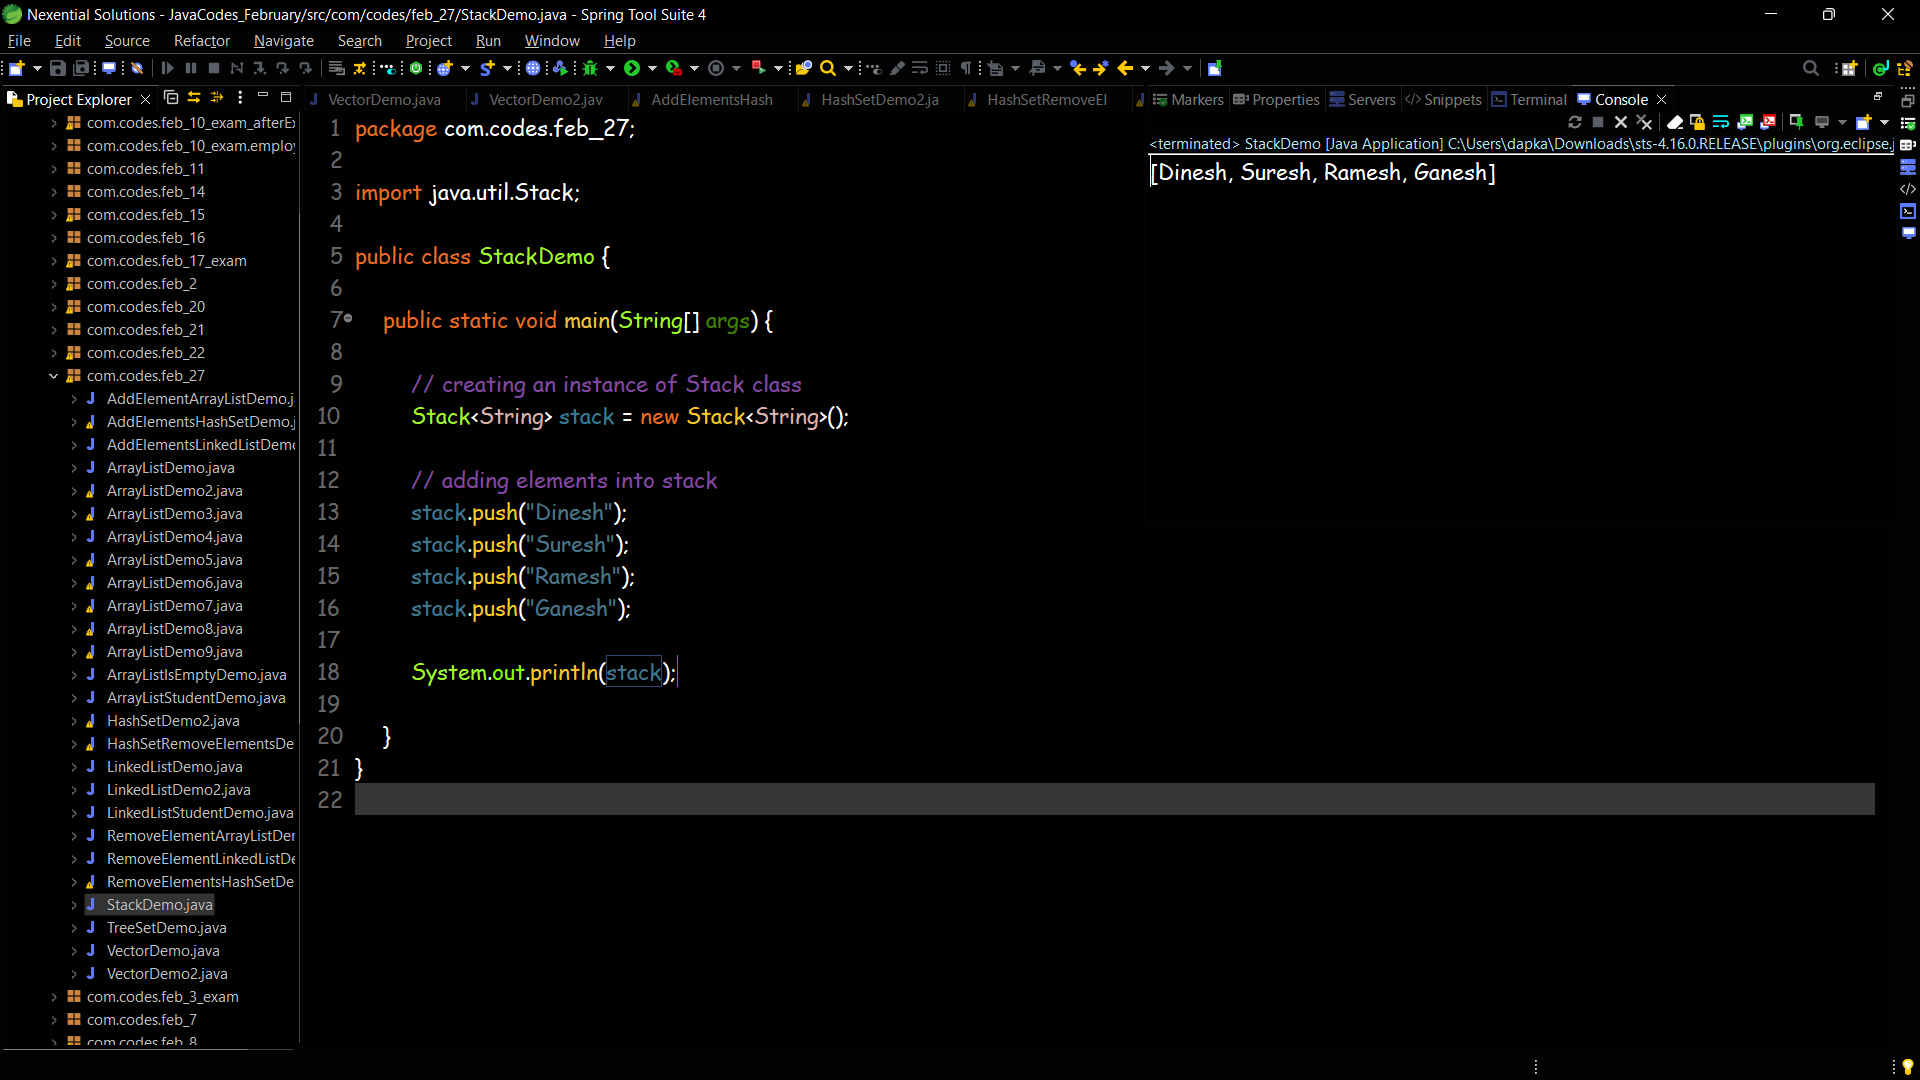 Nexential Solutions - JavaCodes_February/src/com/codes/feb_27/StackDemo.java - Spring Tool Suite 4
File Edit Source Refactor Navigate Search Project Run Window Help
Project Explorer
com.codes.feb_10_exam_afterEx
com.codes.feb_10_exam.employ
com.codes.feb_11
com.codes.feb_14
com.codes.feb_15
com.codes.feb_16
com.codes.feb_17_exam
com.codes.feb_2
com.codes.feb_20
com.codes.feb_21
com.codes.feb_22
com.codes.feb_27
AddElementArrayListDemo.j
AddElementsHashSetDemo.j
AddElementsLinkedListDemo
ArrayListDemo.java
ArrayListDemo2.java
ArrayListDemo3.java
ArrayListDemo4.java
ArrayListDemo5.java
ArrayListDemo6.java
ArrayListDemo7.java
ArrayListDemo8.java
ArrayListDemo9.java
ArrayListIsEmptyDemo.java
ArrayListStudentDemo.java
HashSetDemo2.java
HashSetRemoveElementsDe
LinkedListDemo.java
LinkedListDemo2.java
LinkedListStudentDemo.java
RemoveElementArrayListDer
RemoveElementLinkedListDe
RemoveElementsHashSetDe
StackDemo.java
TreeSetDemo.java
VectorDemo.java
VectorDemo2.java
com.codes.feb_3_exam
com.codes.feb_7
com.codes.feb_8
VectorDemo.java VectorDemo2.jav AddElementsHash HashSetDemo2.ja HashSetRemoveEl
1 package com.codes.feb_27;
2
3 import java.util.Stack;
4
5 public class StackDemo {
6
7 public static void main(String[] args) {
8
9 // creating an instance of Stack class
10 Stack<String> stack = new Stack<String>();
11
12 // adding elements into stack
13 stack.push("Dinesh");
14 stack.push("Suresh");
15 stack.push("Ramesh");
16 stack.push("Ganesh");
17
18 System.out.println(stack);
19
20 }
21 }
22
Markers Properties Servers Snippets Terminal Console
<terminated> StackDemo [Java Application] C:\Users\dapka\Downloads\sts-4.16.0.RELEASE\plugins\org.eclipse.j
[Dinesh, Suresh, Ramesh, Ganesh]